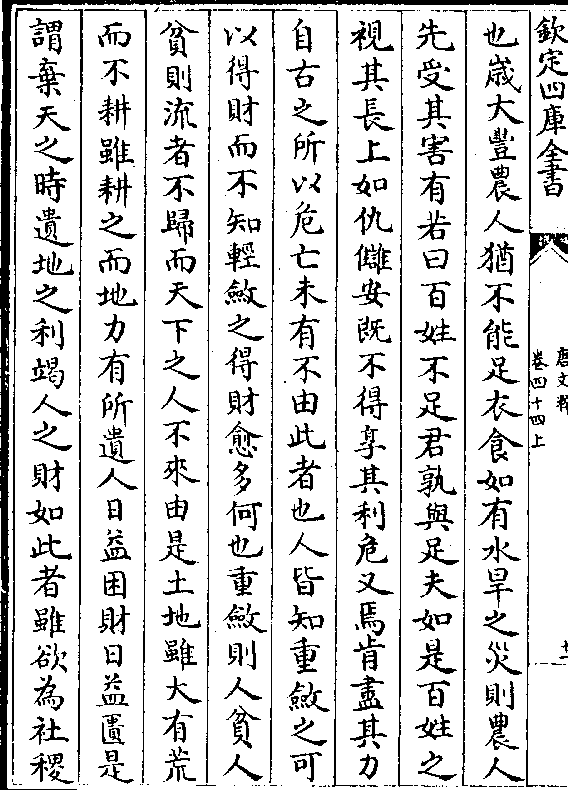 欽定四庫全書
唐文粹
卷四十四上
十二
也歳大豐農人猶不能足衣食如有水旱之災則農人
先受其害有若曰百姓不足君孰與足夫如是百姓之
視其長上如仇讎安既不得享其利危又焉肯盡其力
自古之所以危亡未有不由此者也人皆知重斂之可
以得財而不知輕斂之得財愈多何也重斂則人貧人
貧則流者不歸而天下之人不來由是土地雖大有荒
而不耕雖耕之而地力有所遺人日益困財日益匱是
謂棄天之時遺地之利竭人之財如此者雖欲為社稷